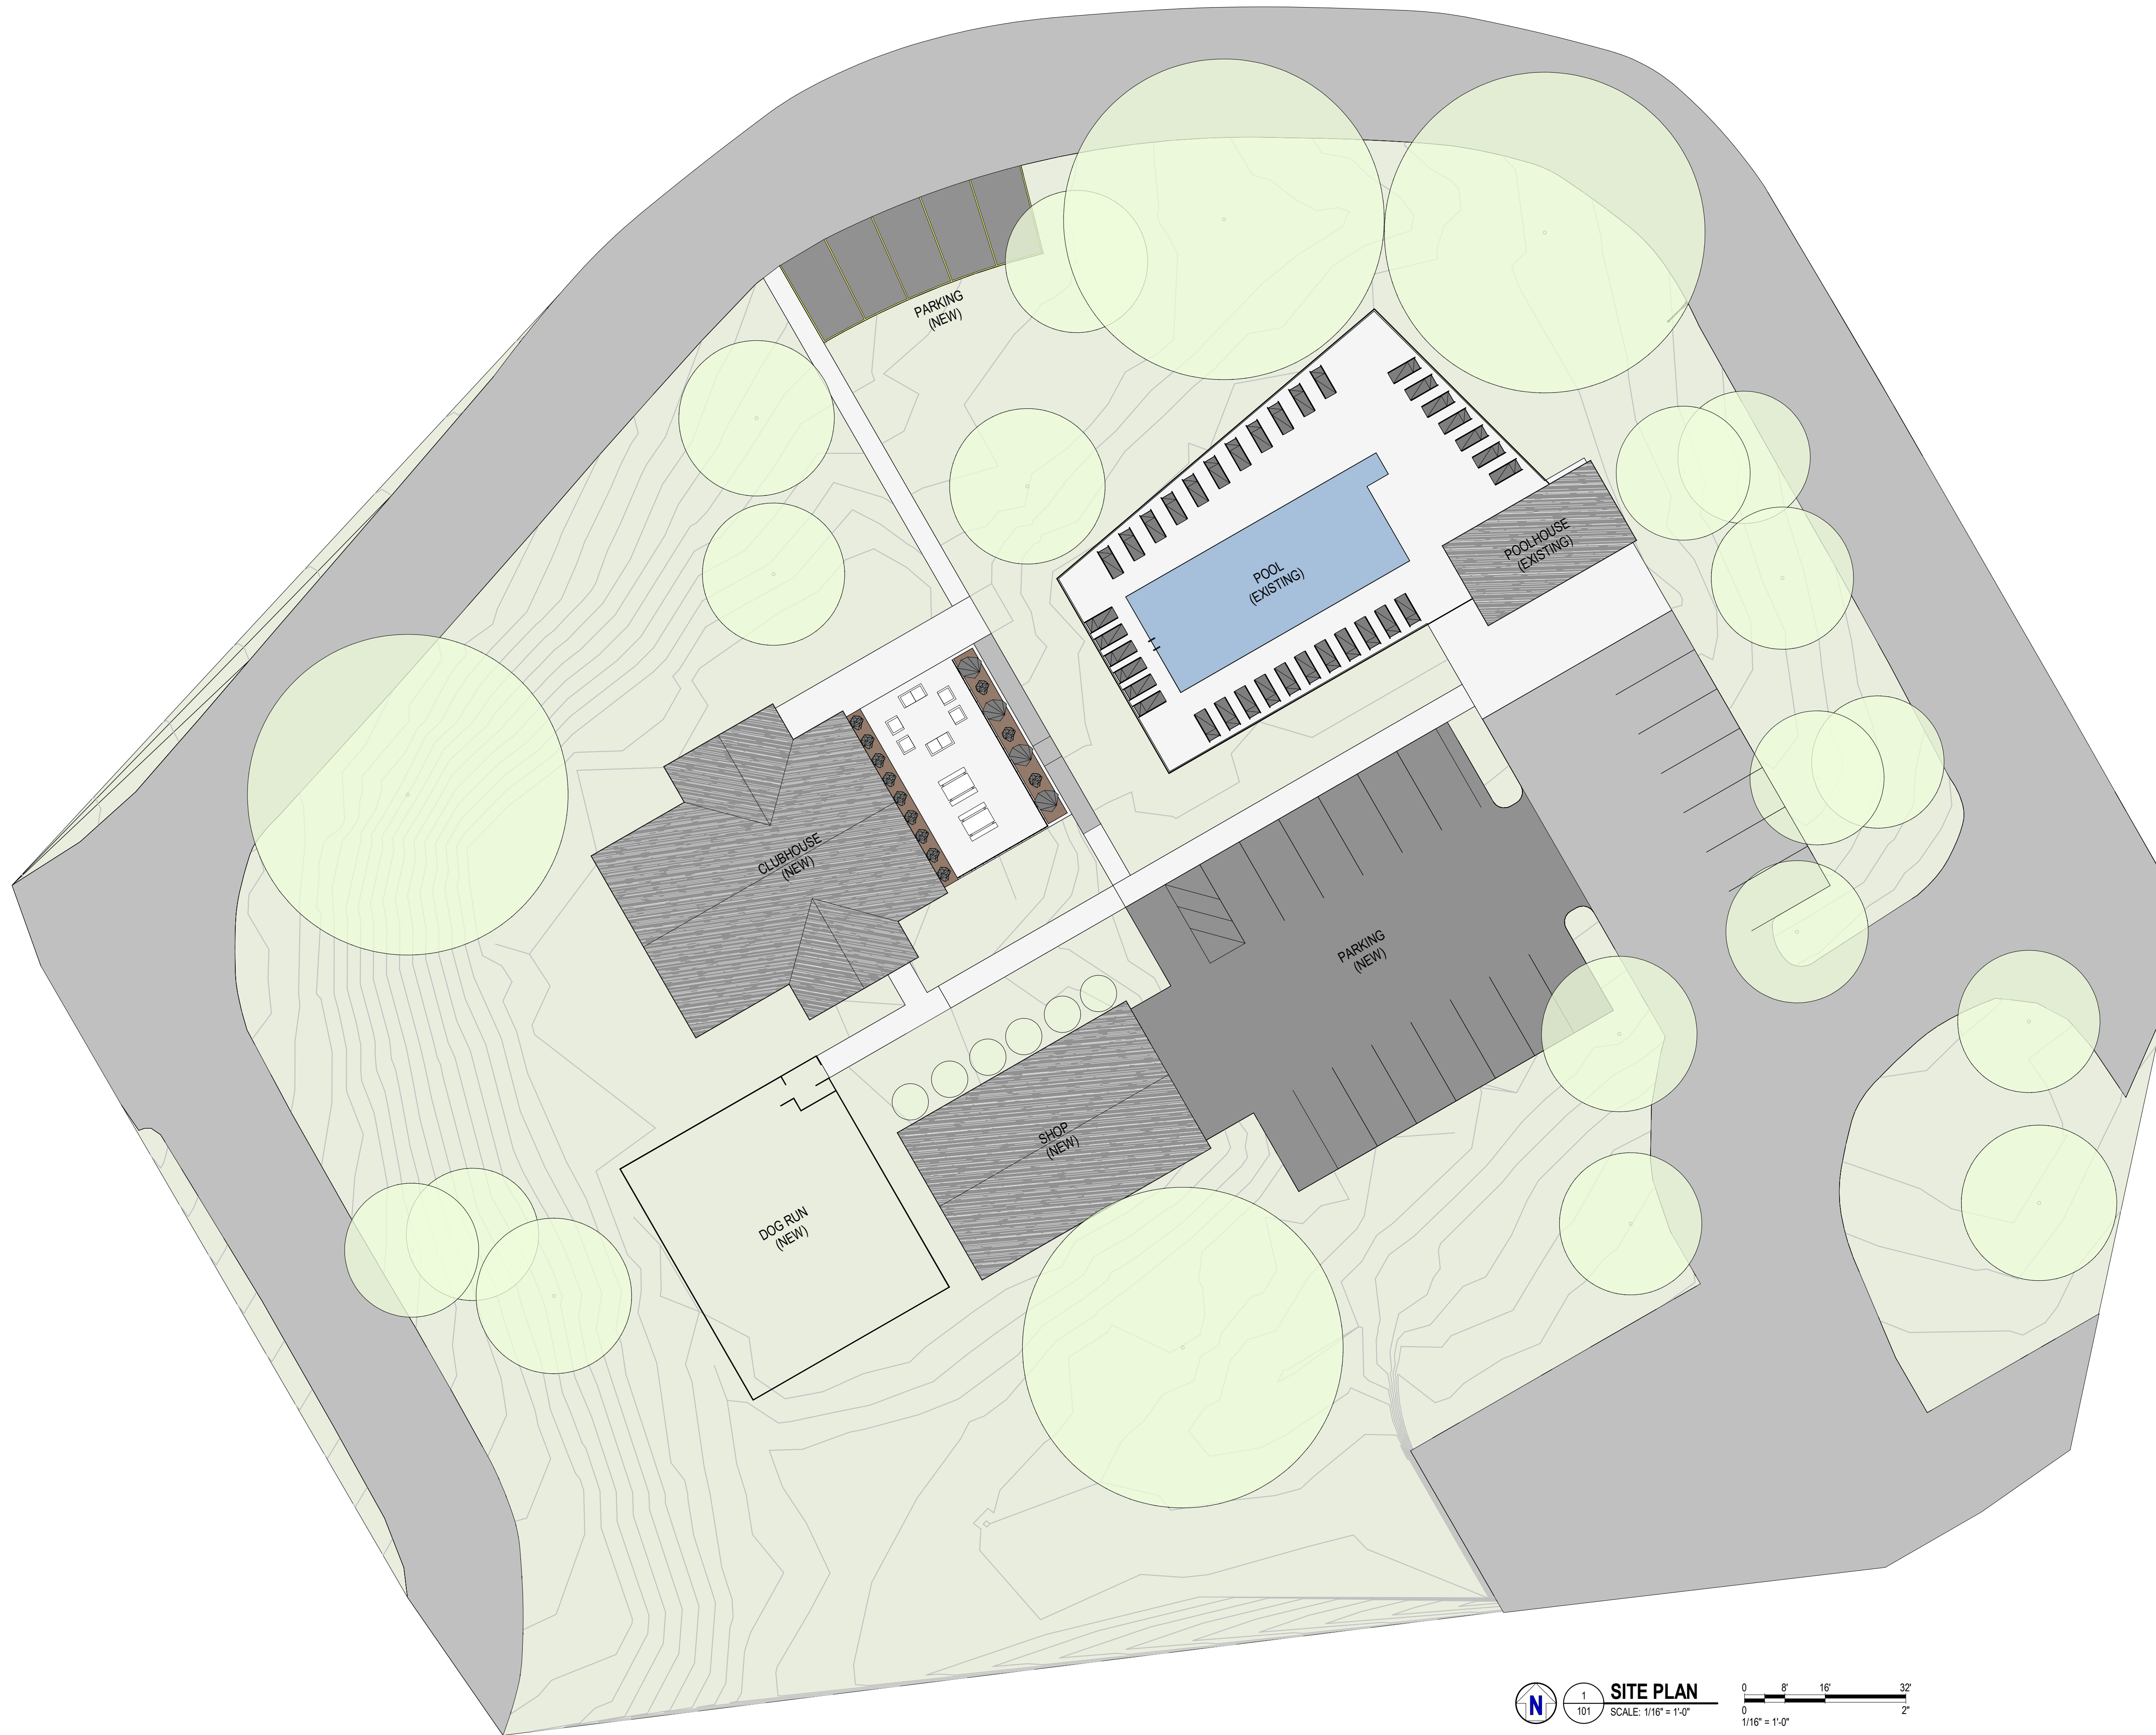 PARKING
(NEW)
POOLHOUSE
(EXISTING)
POOL
(EXISTING)
CLUBHOUSE
(NEW)
PARKING
(NEW)
SHOP
(NEW)
DOG RUN
(NEW)
N
1
101
SITE PLAN
SCALE: 1/16" = 1'-0"
0 8' 16' 32'
0 2"
1/16" = 1'-0"